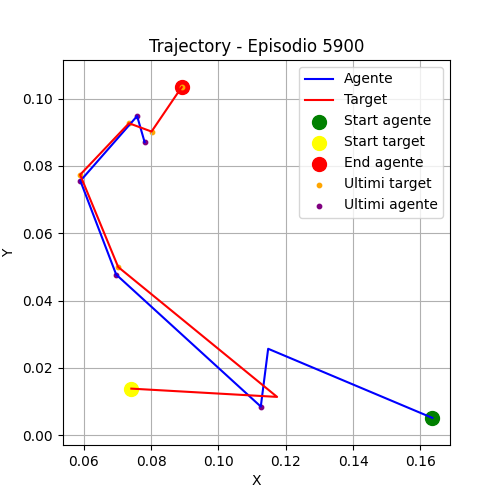 Trajectory - Episodio 5900
Agente
Target
Start agente
Start target
End agente
Ultimi target
Ultimi agente
Y
0.10
0.08
0.06
0.04
0.02
0.00
0.06
0.08
0.10
0.12
0.14
0.16
X